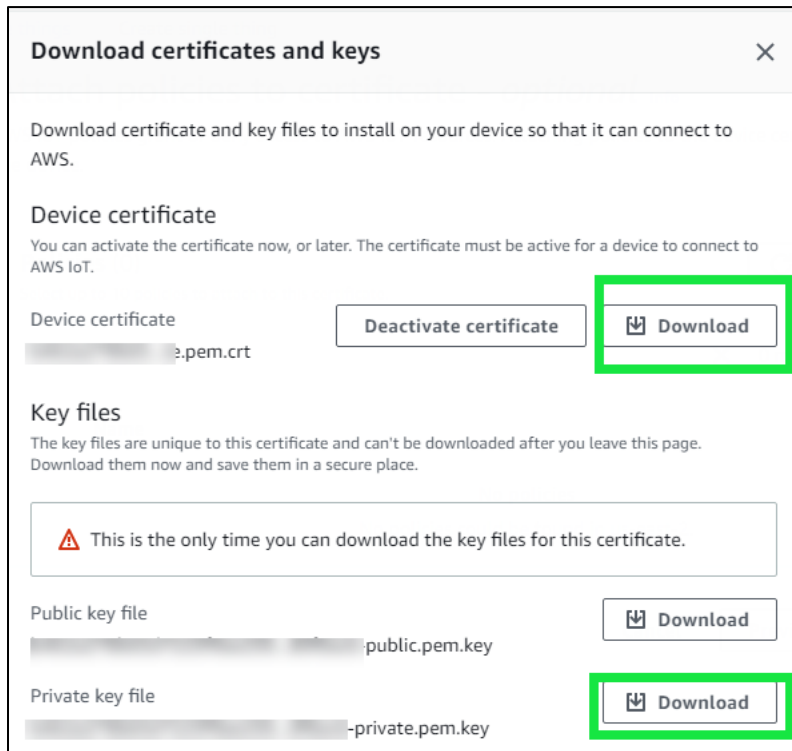 Download certificates and keys
Download certificate and key files to install on your device so that it can connect to
AWS.
Device certificate
You can activate the certificate now, or later. The certificate must be active for a device to connect to
AWS IoT.
Device certificate
Deactivate certificate
Download
e.pem.crt
Key files
The key files are unique to this certificate and can't be downloaded after you leave this page.
Download them now and save them in a secure place.
This is the only time you can download the key files for this certificate.
Public key file
Download
-public.pem.key
Private key file
Download
-private.pem.key